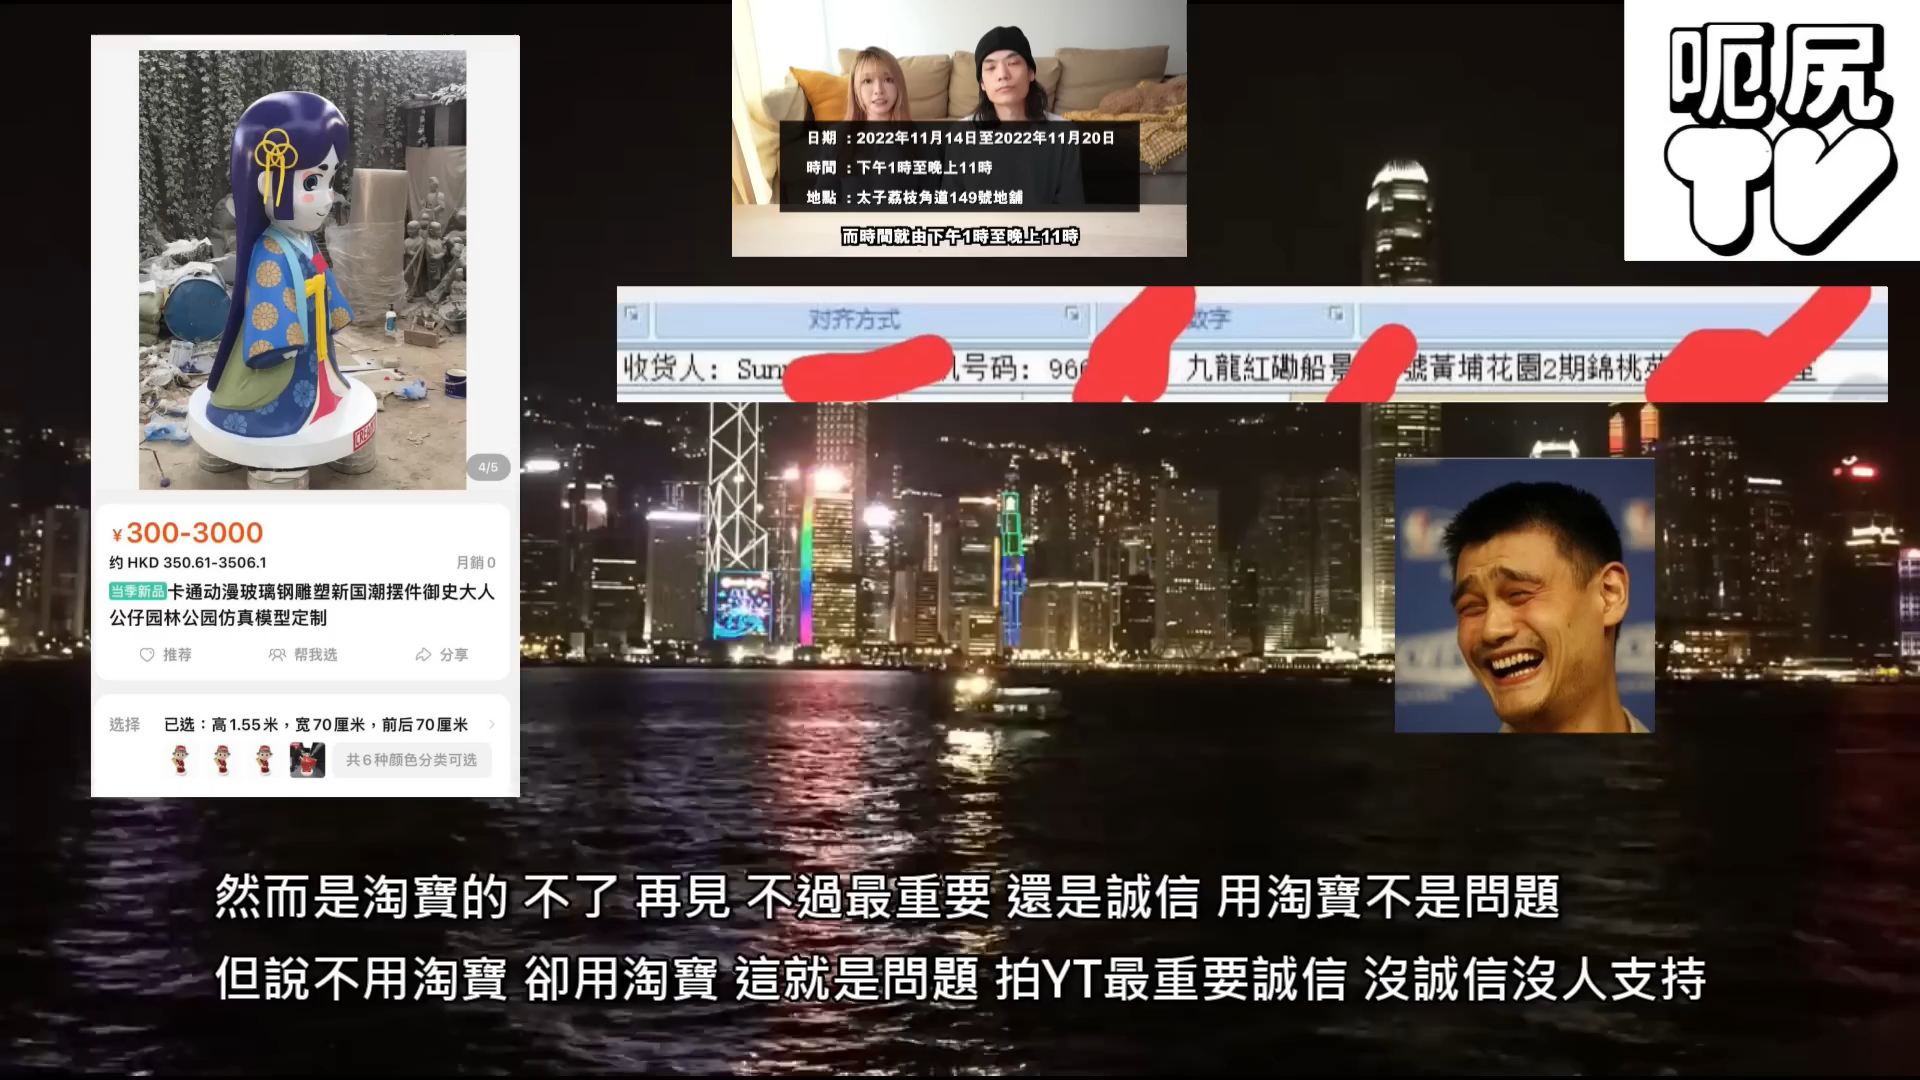 4/5
¥300-3000
约 HKD 350.61-3506.1
月銷 0
当季新品 卡通动漫玻璃钢雕塑新国潮摆件御史大人
公仔园林公园仿真模型定制
推荐 帮我选 分享
选择 已选：高1.55米，宽70厘米，前后70厘米
共6种颜色分类可选
日期 ：2022年11月14日至2022年11月20日
時間 ：下午1時至晚上11時
地點 ：太子荔枝角道149號地舖
而時間就由下午1時至晚上11時
呃尻
TV
对齐方式 数字
收货人: Sun 号码: 96 九龍紅磡船景 號黃埔花園2期錦桃
然而是淘寶的 不了 再見 不過最重要 還是誠信 用淘寶不是問題
但說不用淘寶 卻用淘寶 這就是問題 拍YT最重要誠信 沒誠信沒人支持